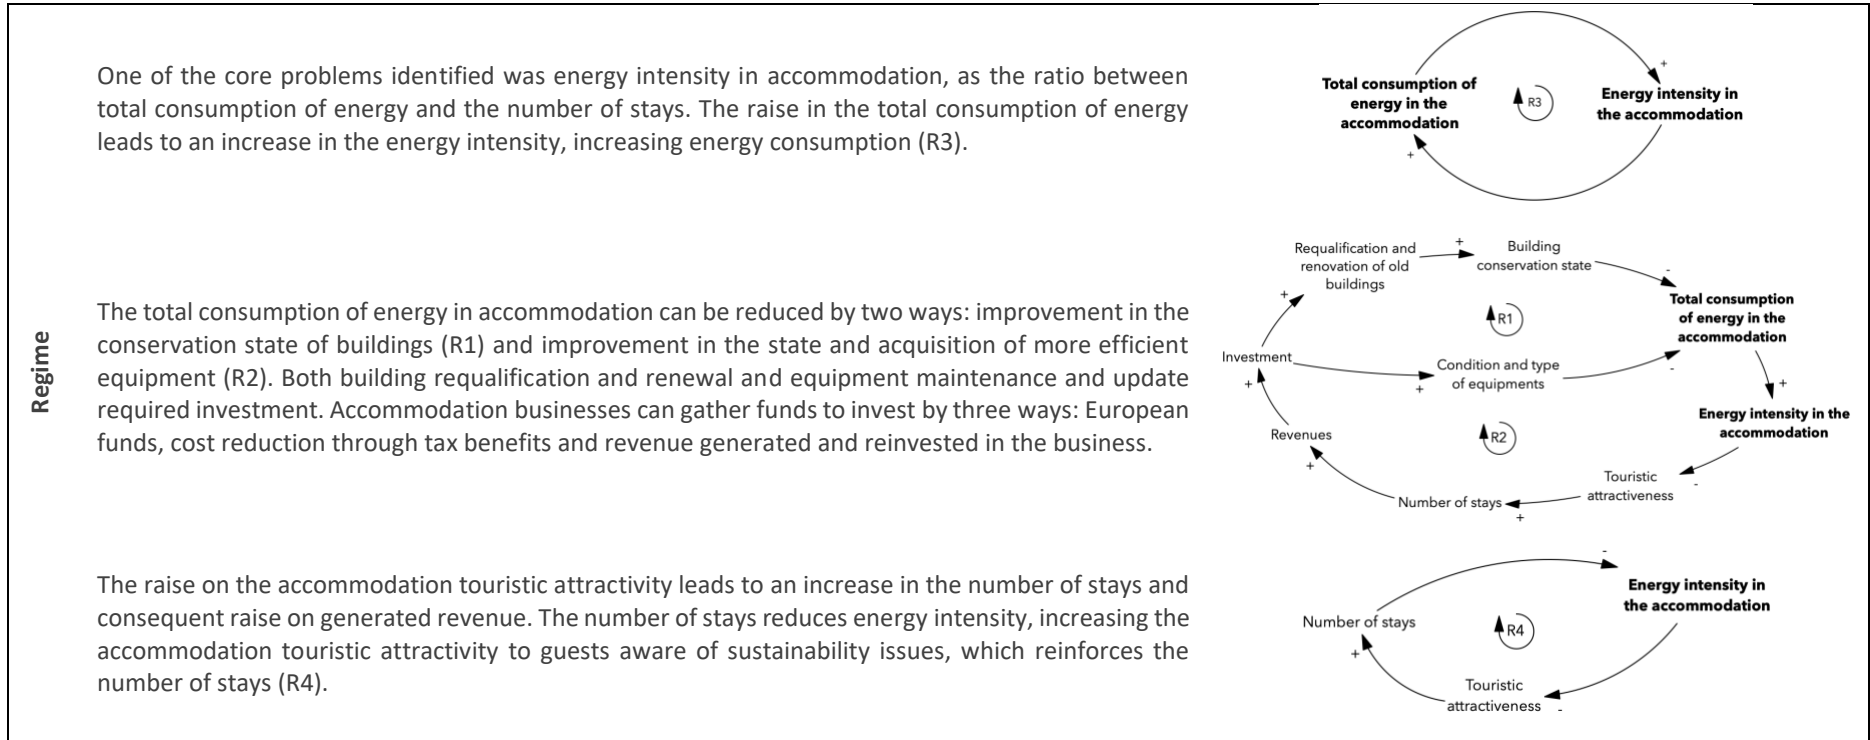 Regime
One of the core problems identified was energy intensity in accommodation, as the ratio between
total consumption of energy and the number of stays. The raise in the total consumption of energy
leads to an increase in the energy intensity, increasing energy consumption (R3).
Total consumption of
energy in the
accommodation
+
R3
Energy intensity in
the accommodation
+
The total consumption of energy in accommodation can be reduced by two ways: improvement in the
conservation state of buildings (R1) and improvement in the state and acquisition of more efficient
equipment (R2). Both building requalification and renewal and equipment maintenance and update
required investment. Accommodation businesses can gather funds to invest by three ways: European
funds, cost reduction through tax benefits and revenue generated and reinvested in the business.
Requalification and
renovation of old
buildings
+
Building
conservation state
-
Total consumption
of energy in the
accommodation
+
R1
Investment
+
Condition and type
of equipments
-
+
+
Energy intensity in the
accommodation
Revenues
R2
+
Touristic
attractiveness
-
Number of stays
+
The raise on the accommodation touristic attractivity leads to an increase in the number of stays and
consequent raise on generated revenue. The number of stays reduces energy intensity, increasing the
accommodation touristic attractivity to guests aware of sustainability issues, which reinforces the
number of stays (R4).
-
Energy intensity in
the accommodation
Number of stays
R4
+
Touristic
attractiveness
-